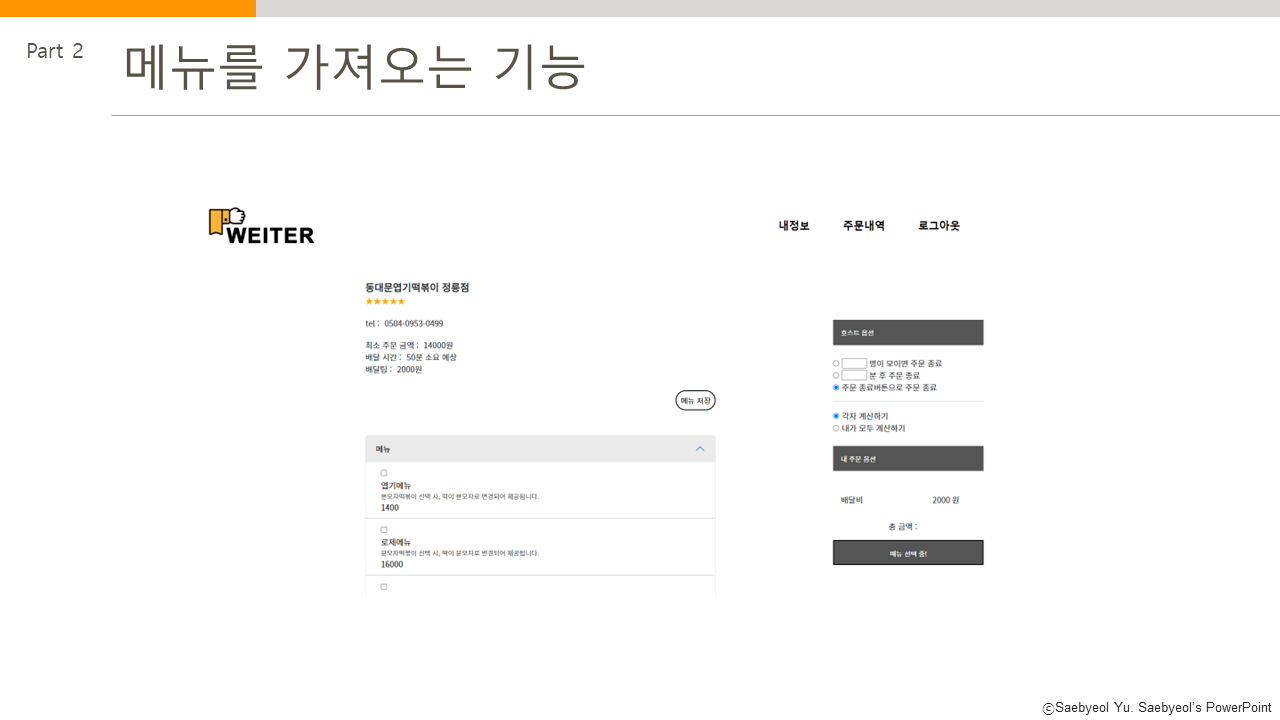 Part 2
메뉴를 가져오는 기능
WEITER
내정보 주문내역 로그아웃
동대문엽기떡볶이 정릉점
★★★★★
tel : 0504-0953-0499
최소 주문 금액 : 14000원
배달 시간 : 50분 소요 예상
배달팁 : 2000원
메뉴 저장
메뉴
엽기메뉴
분모자떡볶이 선택 시, 떡이 분모자로 변경되어 제공됩니다.
1400
로제메뉴
분모자떡볶이 선택 시, 떡이 분모자로 변경되어 제공됩니다.
16000
호스트 옵션
명이 모이면 주문 종료
분 후 주문 종료
주문 종료버튼으로 주문 종료
각자 계산하기
내가 모두 계산하기
내 주문 옵션
배달비 2000 원
총 금액 :
메뉴 선택 중!
ⓒSaebyeol Yu. Saebyeol's PowerPoint